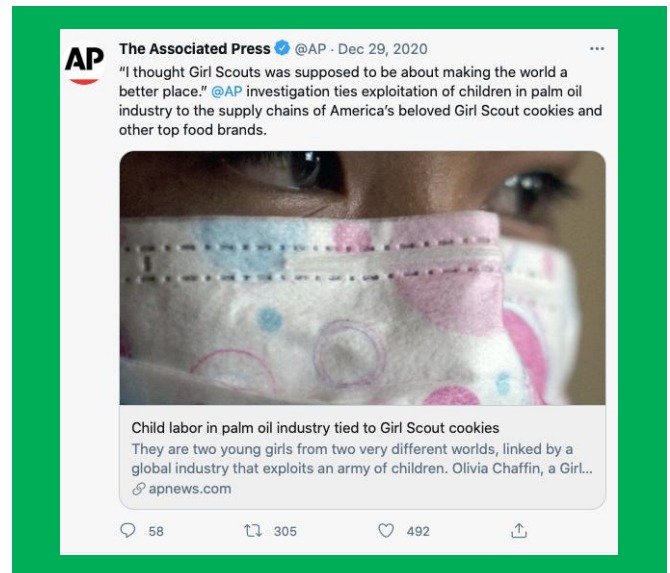 AP
The Associated Press @AP · Dec 29, 2020
“I thought Girl Scouts was supposed to be about making the world a
better place.” @AP investigation ties exploitation of children in palm oil
industry to the supply chains of America’s beloved Girl Scout cookies and
other top food brands.
Child labor in palm oil industry tied to Girl Scout cookies
They are two young girls from two very different worlds, linked by a
global industry that exploits an army of children. Olivia Chaffin, a Girl...
apnews.com
58 305 492